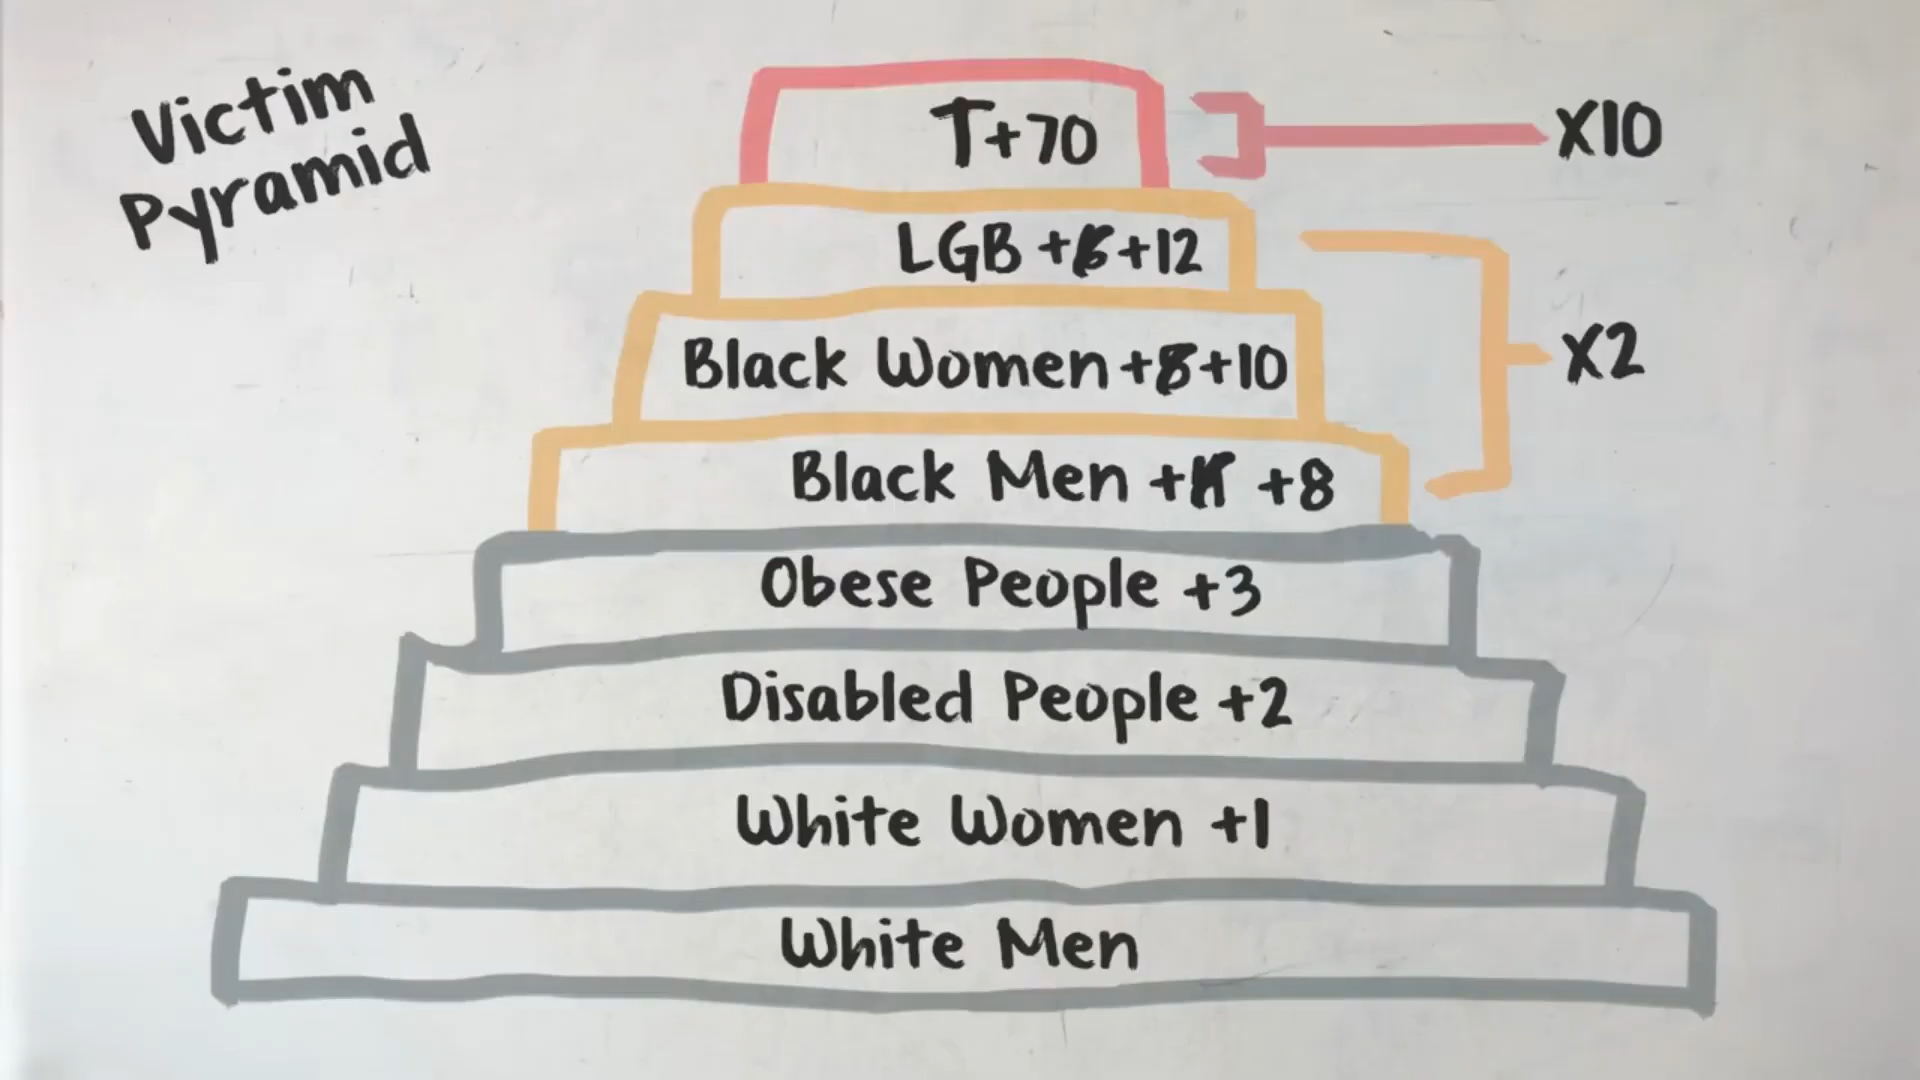 Victim
Pyramid
T+70
X10
LGB + +12
Black Women + +10
X2
Black Men + +8
Obese People +3
Disabled People +2
White Women +1
White Men